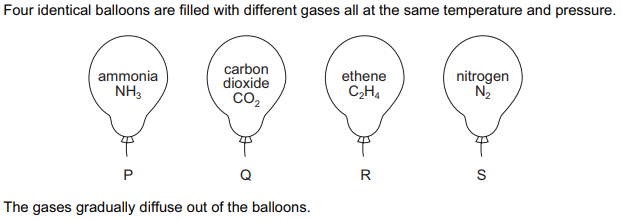 Four identical balloons are filled with different gases all at the same temperature and pressure.
ammonia
NH₃
carbon
dioxide
CO₂
ethene
C₂H₄
nitrogen
N₂
P Q R S
The gases gradually diffuse out of the balloons.